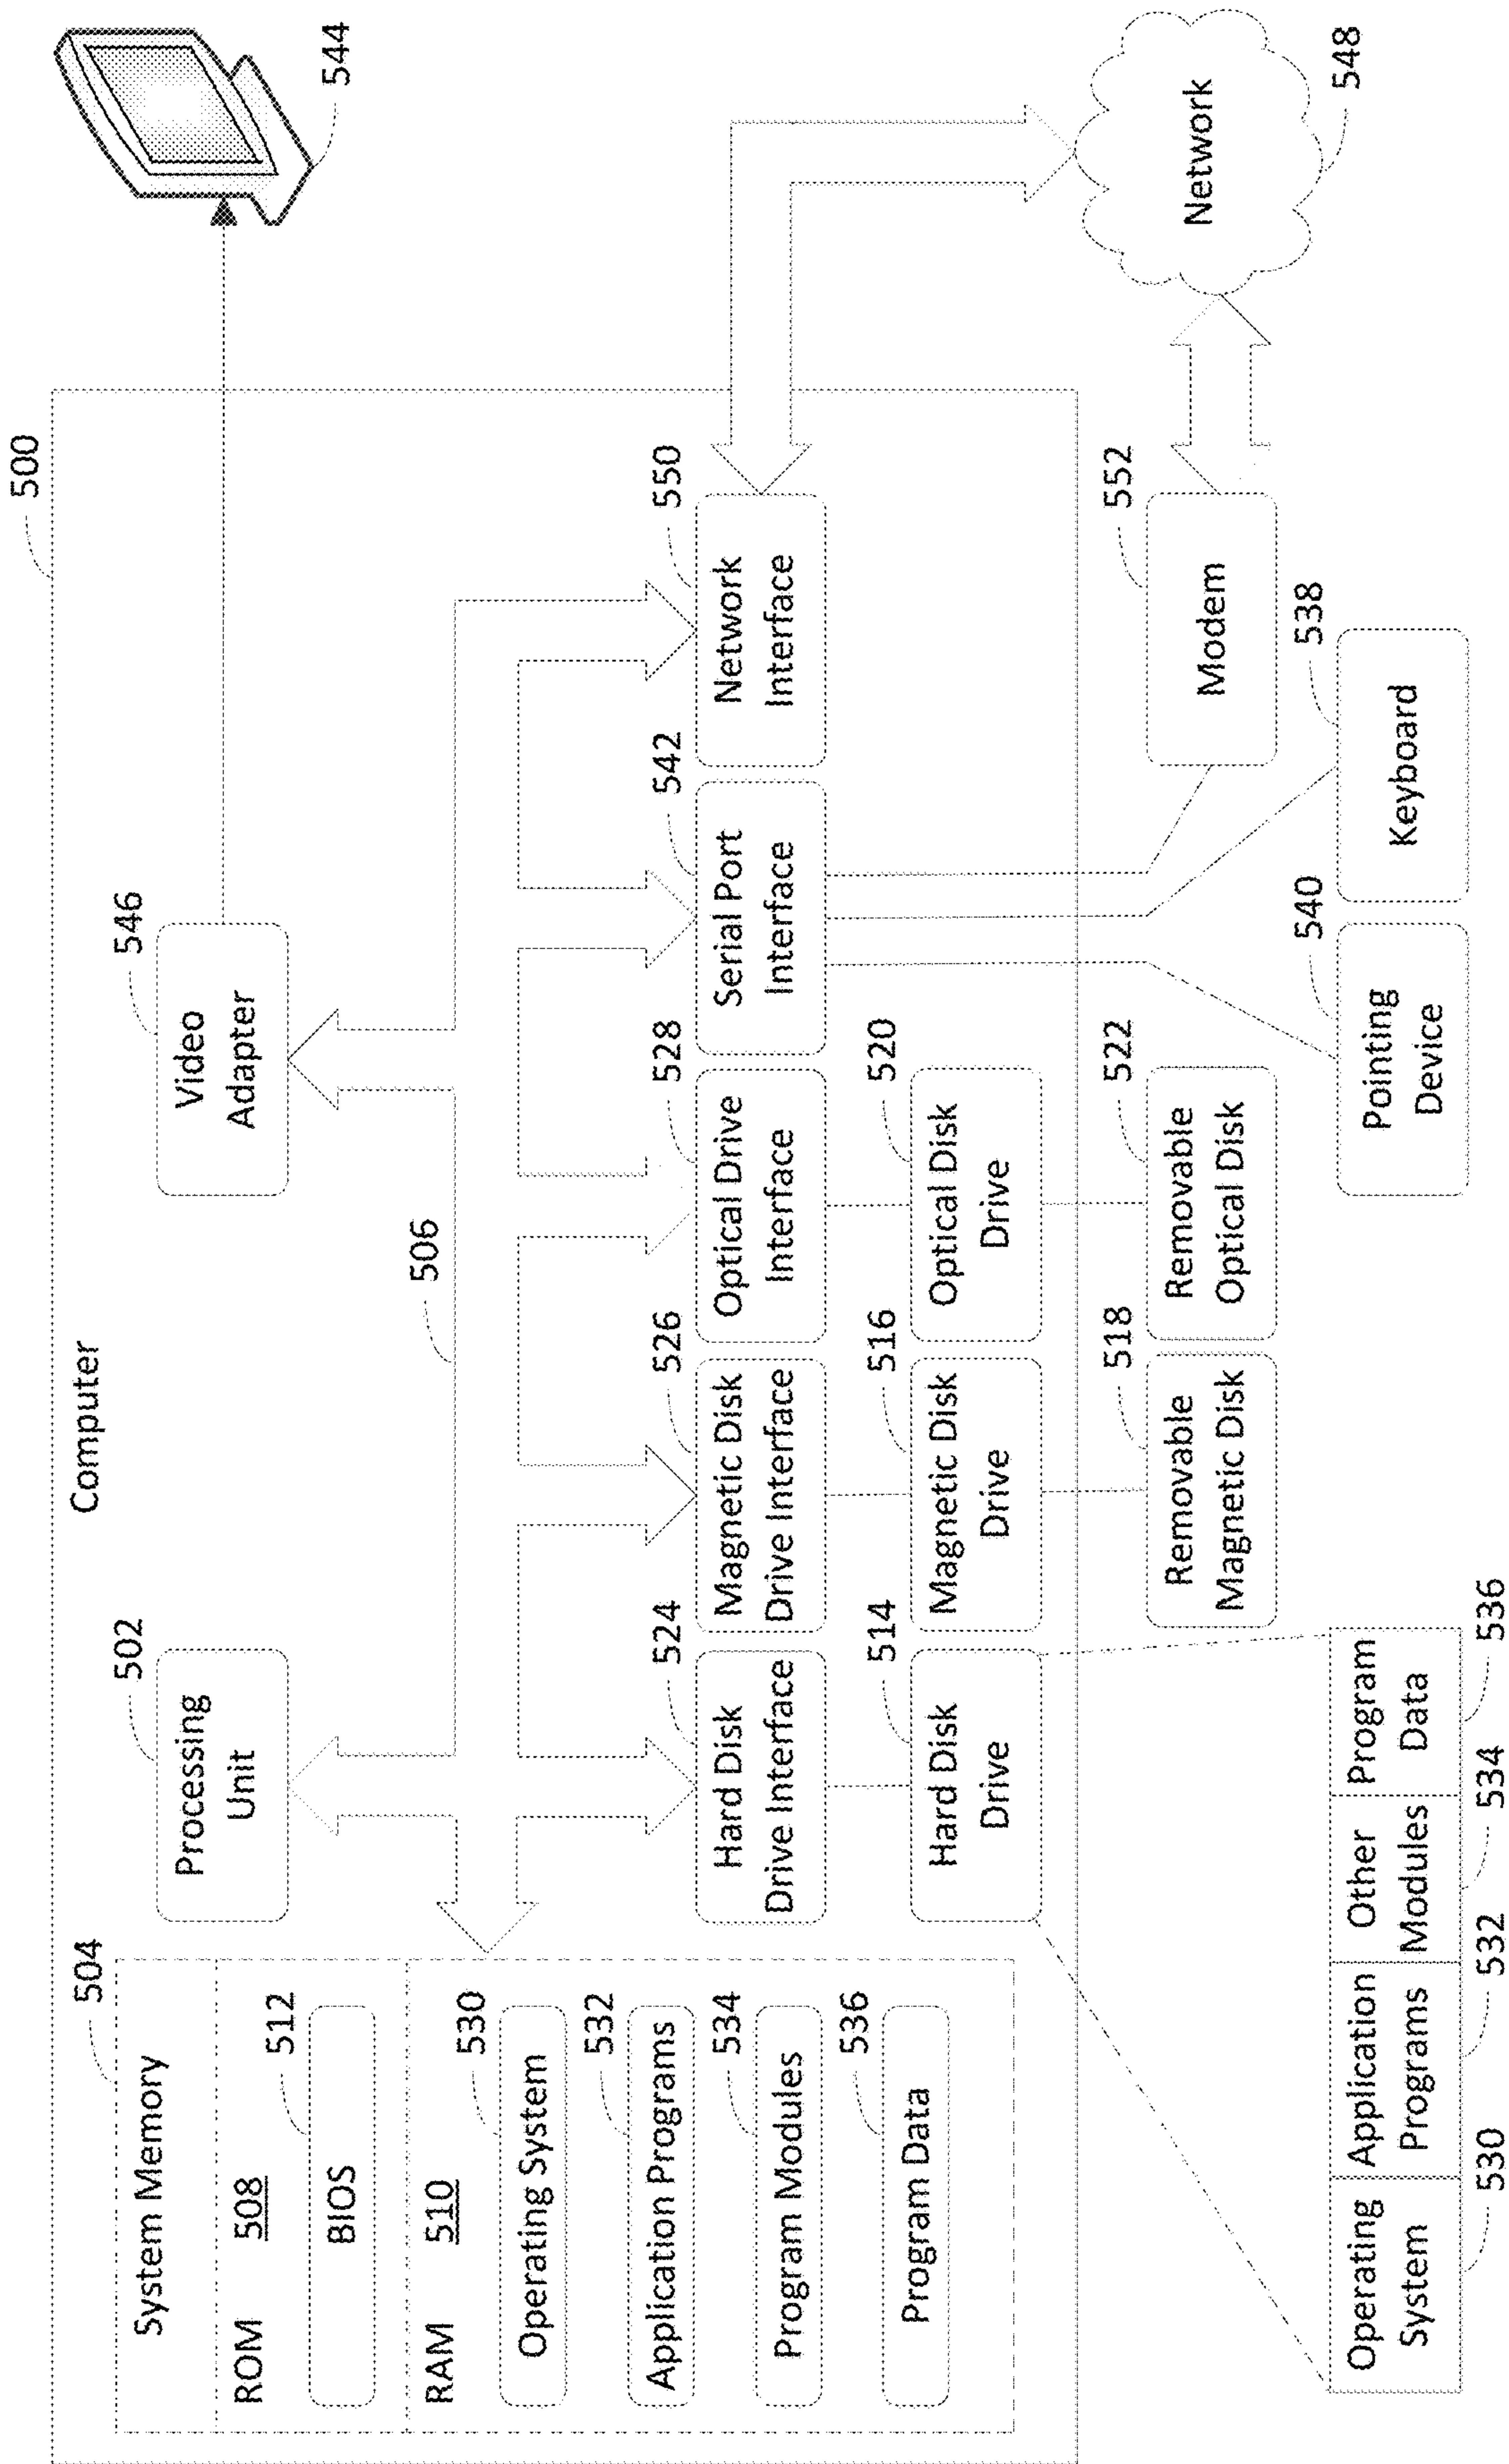 500
Computer
544
504
System Memory
ROM 508
512
BIOS
RAM 510
530
Operating System
532
Application Programs
534
Program Modules
536
Program Data
502
Processing
Unit
546
Video
Adapter
506
524
Hard Disk
Drive Interface
526
Magnetic Disk
Drive Interface
528
Optical Drive
Interface
542
Serial Port
Interface
550
Network
Interface
514
Hard Disk
Drive
516
Magnetic Disk
Drive
520
Optical Disk
Drive
518
Removable
Magnetic Disk
522
Removable
Optical Disk
552
Modem
Network
548
540
Pointing
Device
538
Keyboard
Operating
System
Application
Programs
Other
Modules
Program
Data
530
532
534
536